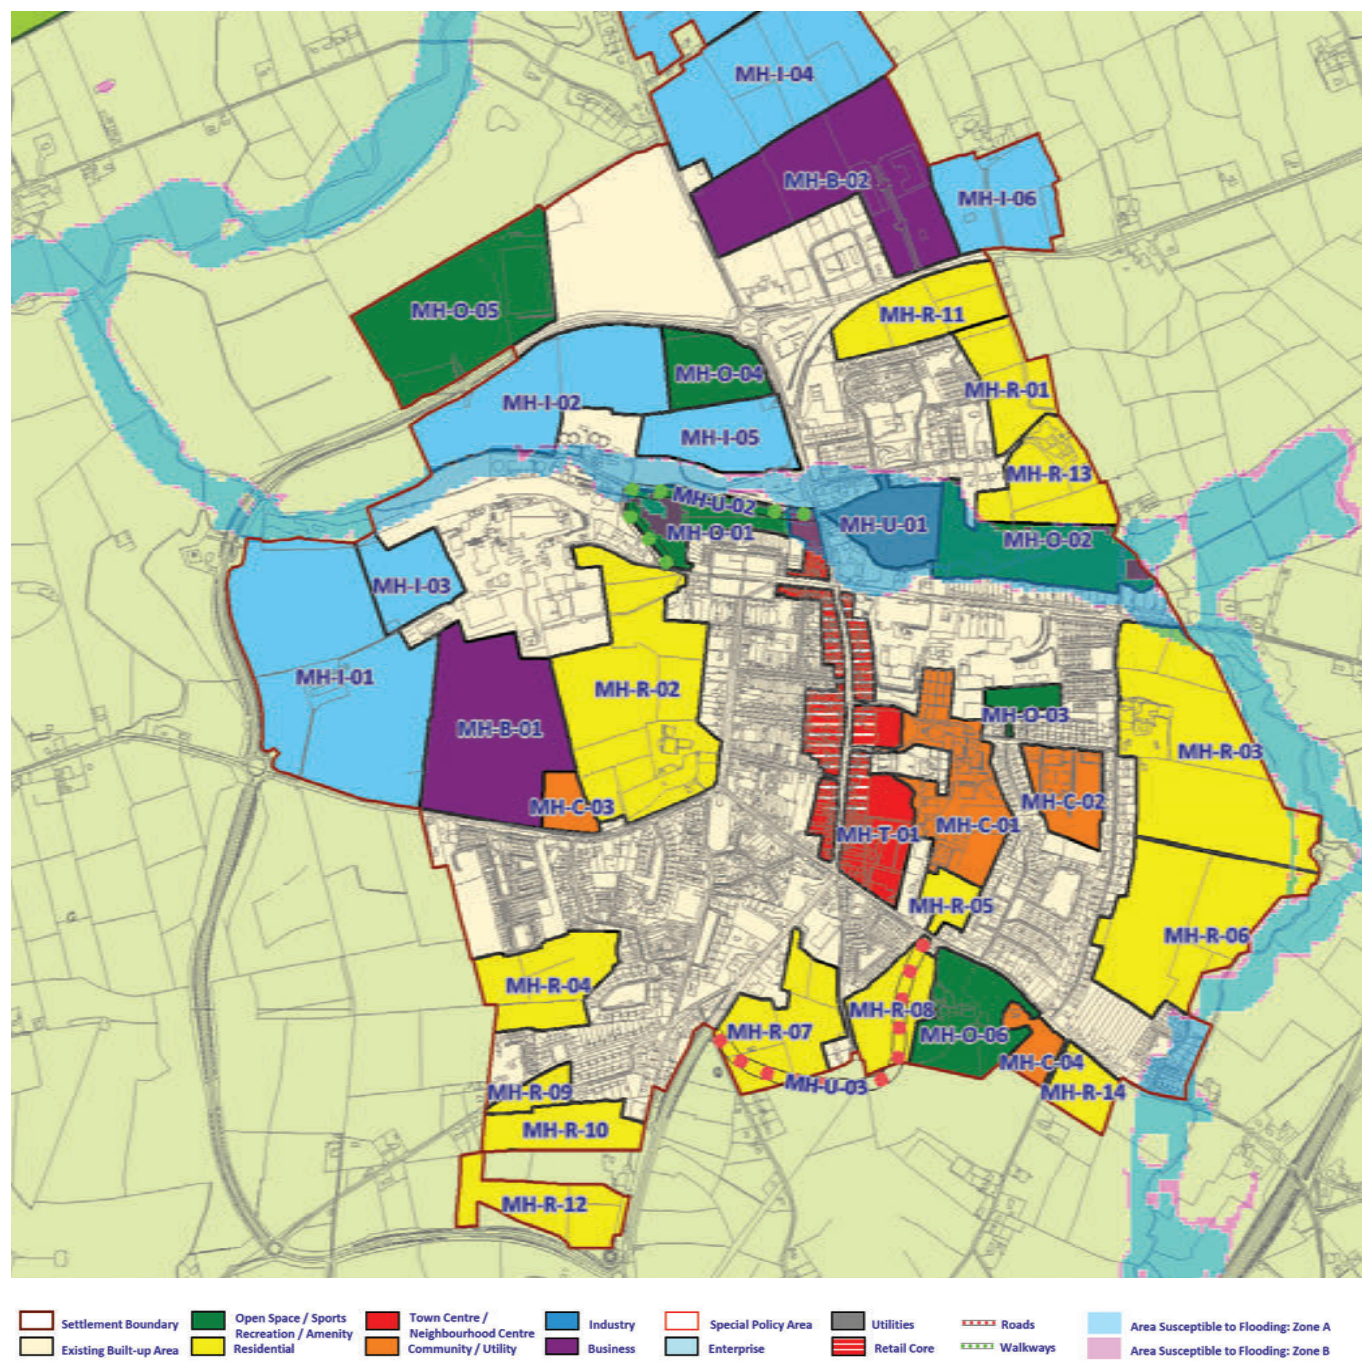 MH-I-04
MH-B-02
MH-I-06
MH-O-05
MH-R-11
MH-O-04
MH-R-01
MH-I-02
MH-I-05
MH-R-13
MH-U-02
MH-O-01
MH-U-01
MH-O-02
MH-I-03
MH-I-01
MH-R-02
MH-B-01
MH-O-03
MH-R-03
MH-C-03
MH-C-02
MH-T-01
MH-C-01
MH-R-05
MH-R-06
MH-R-04
MH-R-08
MH-R-07
MH-O-06
MH-C-04
MH-U-03
MH-R-09
MH-R-14
MH-R-10
MH-R-12
Settlement Boundary
Existing Built-up Area
Open Space / Sports
Recreation / Amenity
Residential
Town Centre /
Neighbourhood Centre
Community / Utility
Industry
Business
Special Policy Area
Enterprise
Utilities
Retail Core
Roads
Walkways
Area Susceptible to Flooding: Zone A
Area Susceptible to Flooding: Zone B